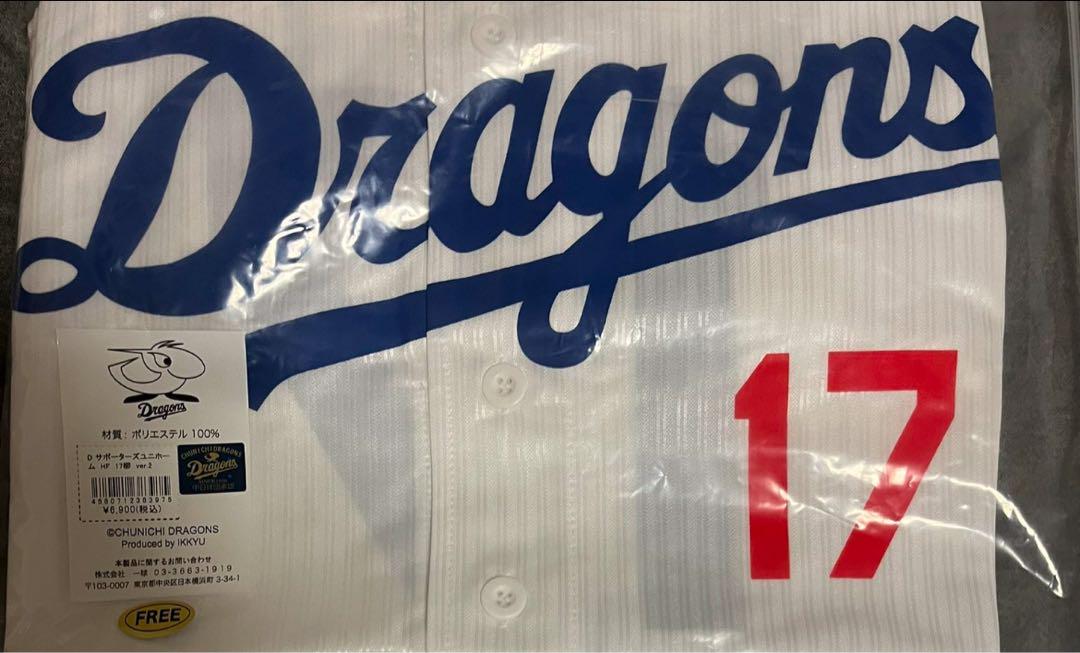 Dragons
17
Dragons
材質: ポリエステル 100%
D サポーターズユニホー
ム HF 17柳 ver.2
CHUNICHI DRAGONS
Dragons
¥6,900(税込)
©CHUNICHI DRAGONS
Produced by IKKYU
本製品に関するお問い合わせ
株式会社 一球 03-3663-1919
〒103-0007 東京都中央区日本橋浜町 3-34-1
FREE